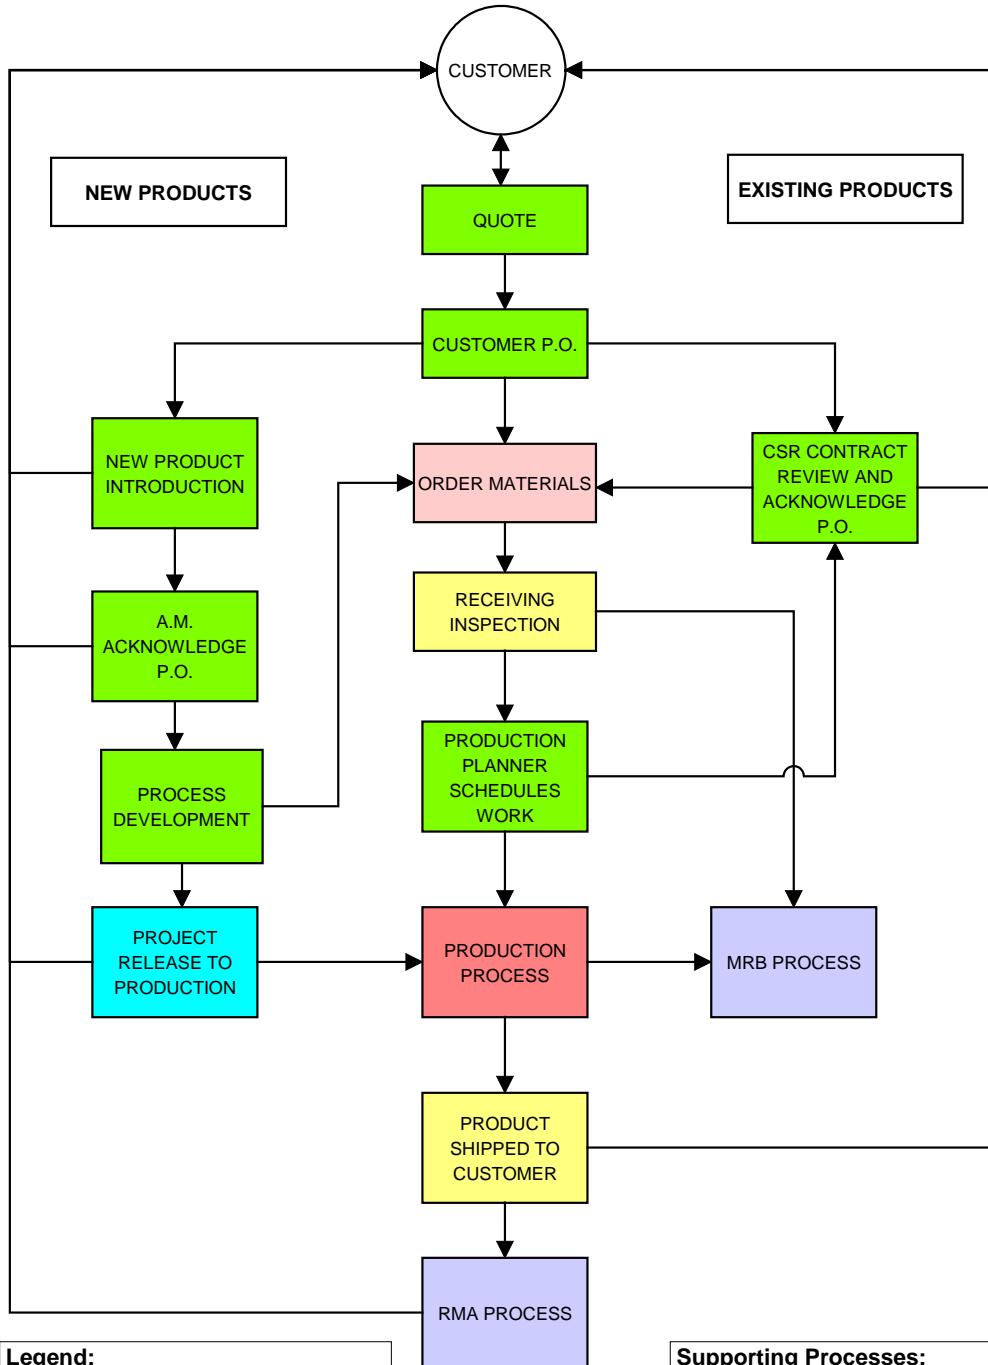 CUSTOMER
NEW PRODUCTS
EXISTING PRODUCTS
QUOTE
CUSTOMER P.O.
NEW PRODUCT
INTRODUCTION
ORDER MATERIALS
CSR CONTRACT
REVIEW AND
ACKNOWLEDGE
P.O.
RECEIVING
INSPECTION
A.M.
ACKNOWLEDGE
P.O.
PRODUCTION
PLANNER
SCHEDULES
WORK
PROCESS
DEVELOPMENT
PROJECT
RELEASE TO
PRODUCTION
PRODUCTION
PROCESS
MRB PROCESS
PRODUCT
SHIPPED TO
CUSTOMER
RMA PROCESS
Legend:
Supporting Processes: